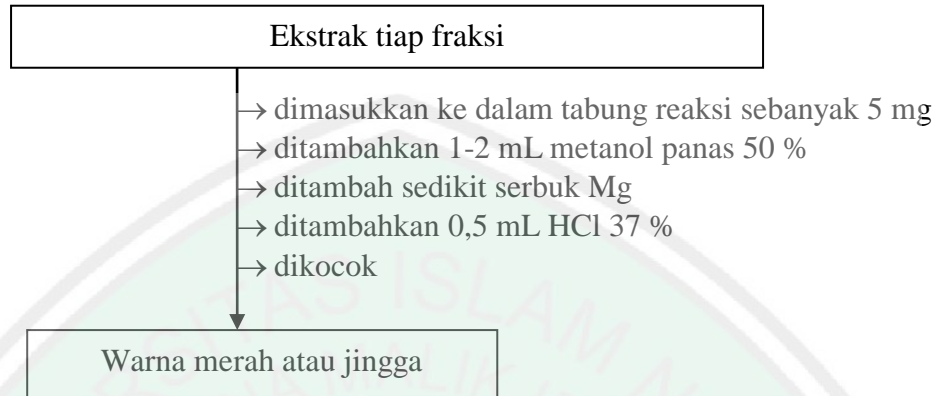 Ekstrak tiap fraksi
→ dimasukkan ke dalam tabung reaksi sebanyak 5 mg
→ ditambahkan 1-2 mL metanol panas 50 %
→ ditambah sedikit serbuk Mg
→ ditambahkan 0,5 mL HCl 37 %
→ dikocok
Warna merah atau jingga